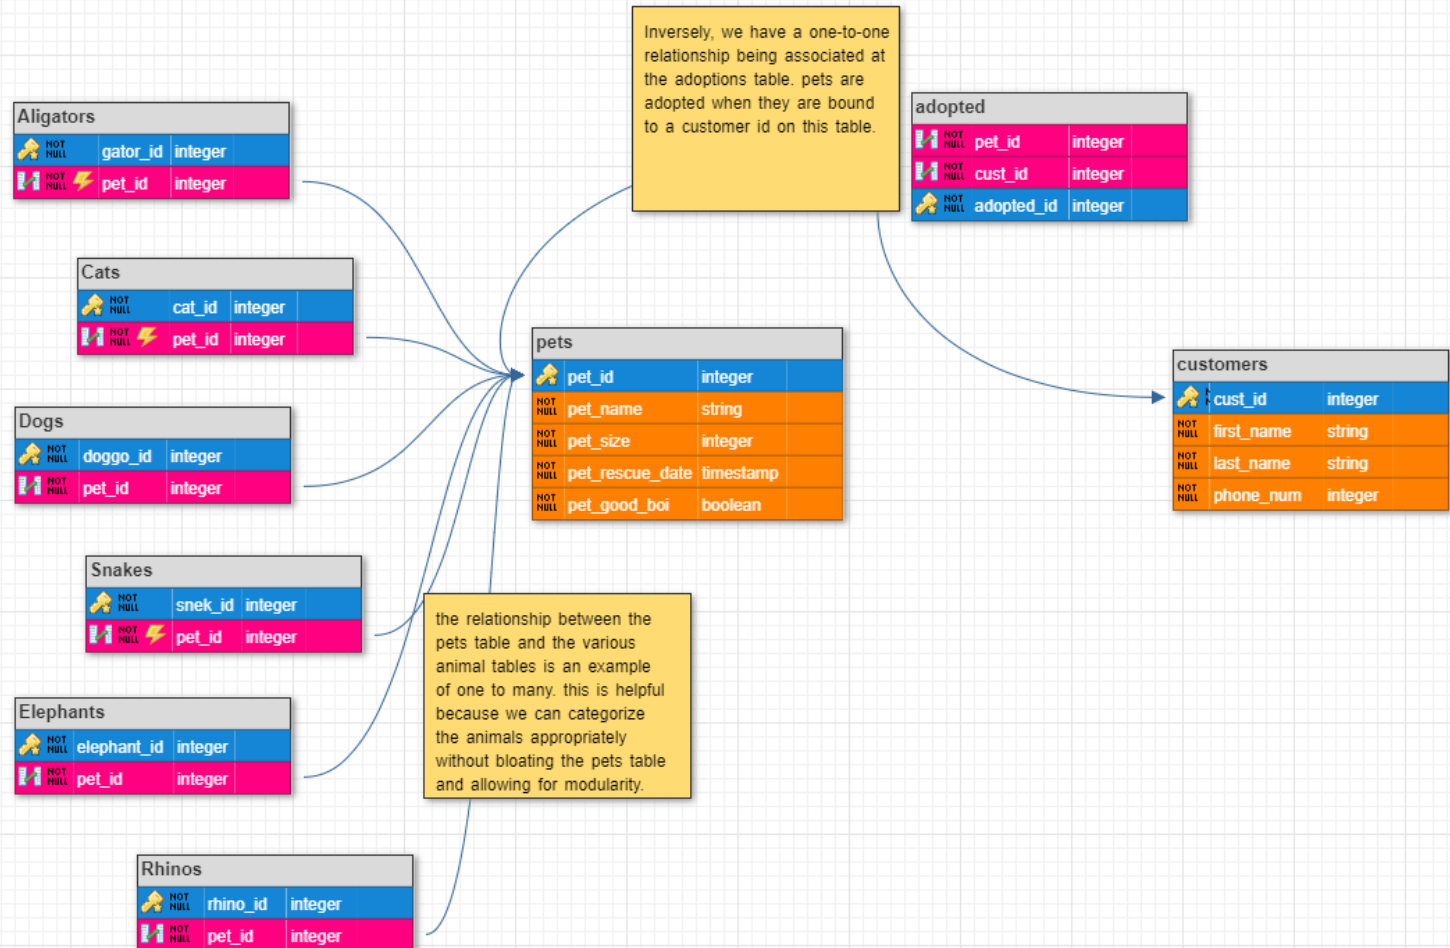 Inversely, we have a one-to-one
relationship being associated at
the adoptions table. pets are
adopted when they are bound
to a customer id on this table.
adopted
NOT NULL pet_id integer
NOT NULL cust_id integer
NOT NULL adopted_id integer
Aligators
NOT NULL gator_id integer
NOT NULL pet_id integer
Cats
NOT NULL cat_id integer
NOT NULL pet_id integer
pets
pet_id integer
NOT NULL pet_name string
NOT NULL pet_size integer
NOT NULL pet_rescue_date timestamp
NOT NULL pet_good_boi boolean
customers
cust_id integer
NOT NULL first_name string
NOT NULL last_name string
NOT NULL phone_num integer
Dogs
NOT NULL doggo_id integer
NOT NULL pet_id integer
Snakes
NOT NULL snek_id integer
NOT NULL pet_id integer
the relationship between the
pets table and the various
animal tables is an example
of one to many. this is helpful
because we can categorize
the animals appropriately
without bloating the pets table
and allowing for modularity.
Elephants
NOT NULL elephant_id integer
NOT NULL pet_id integer
Rhinos
NOT NULL rhino_id integer
NOT NULL pet_id integer